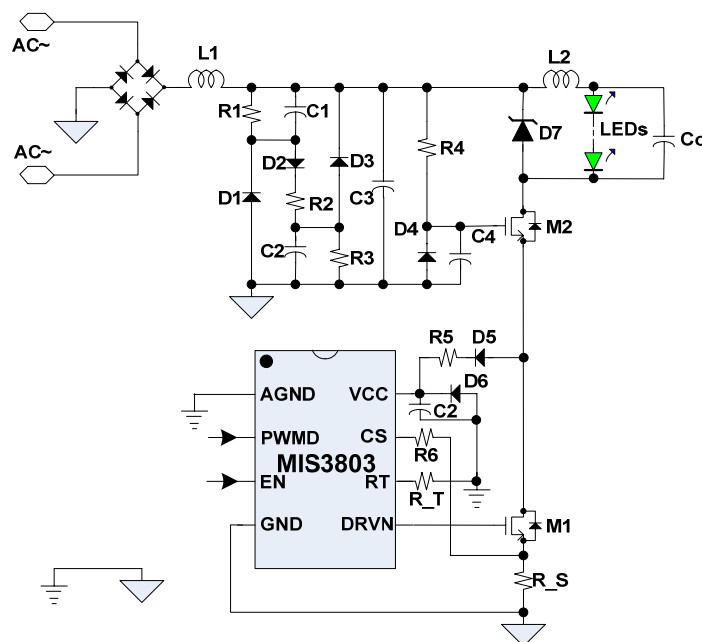 AC~
L1
L2
R1
C1
D7
LEDs
Co
R4
D2
D3
AC~
D1
R2
C3
D4
C4
M2
C2
R3
R5
D5
D6
AGND
VCC
C2
PWMD
CS
R6
MIS3803
EN
RT
R_T
GND
DRVN
M1
R_S